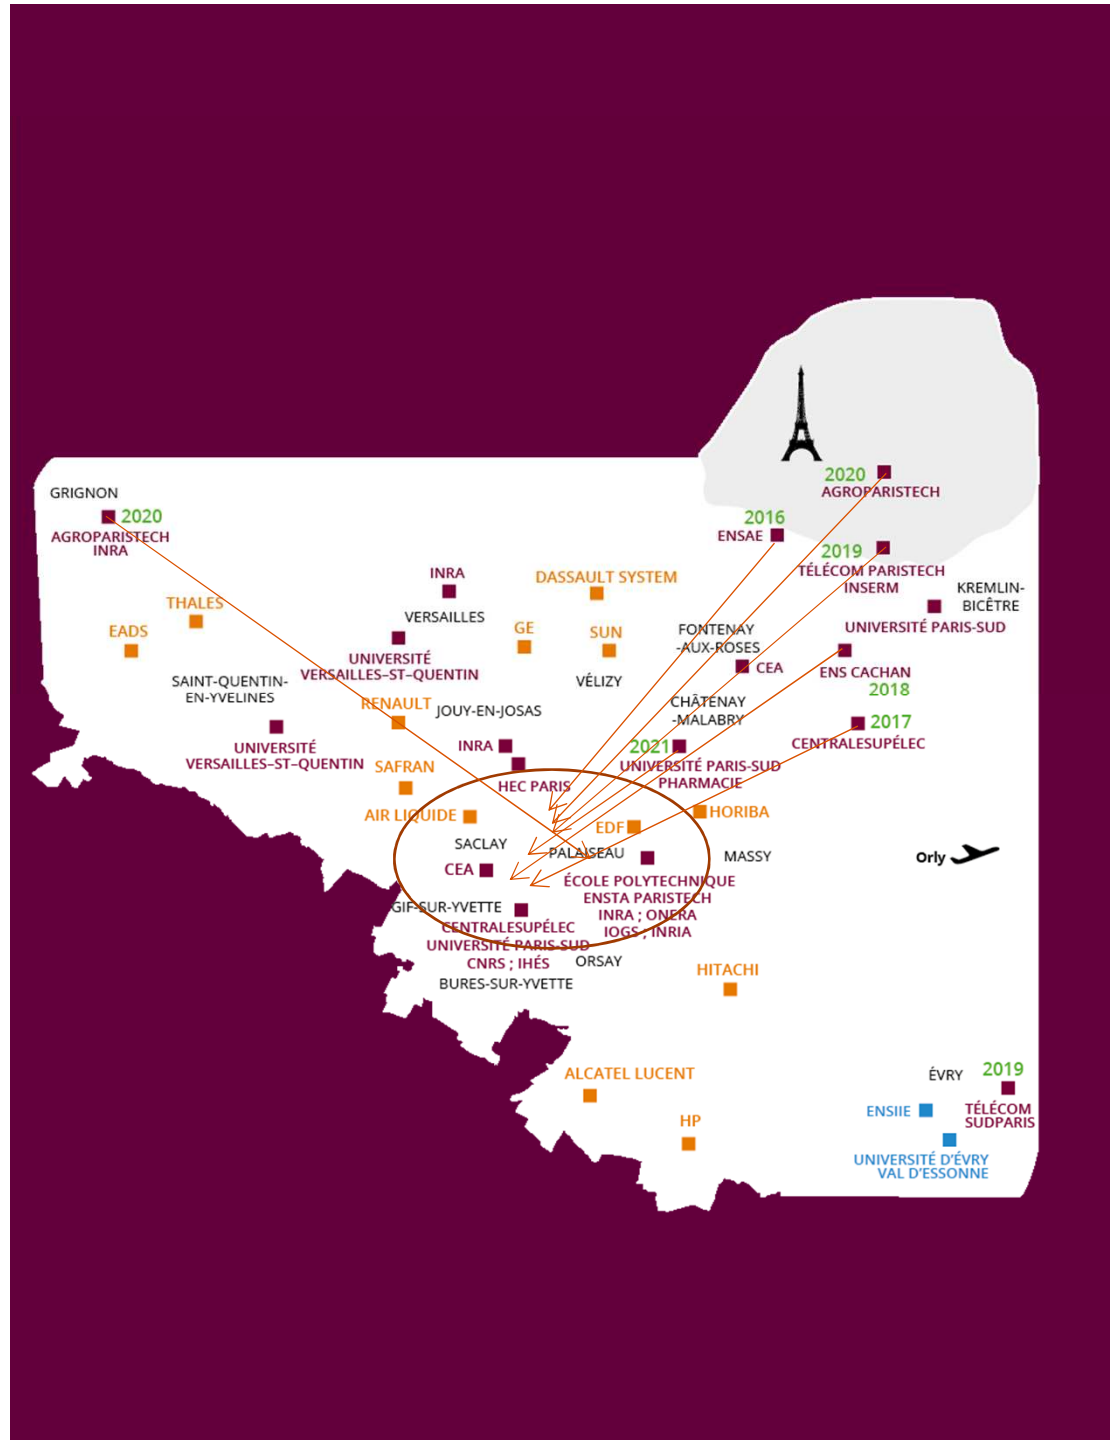 2020
AGROPARISTECH
GRIGNON
2020
AGROPARISTECH
INRA
2016
ENSAE
2019
TÉLÉCOM PARISTECH
INSERM
KREMLIN-
BICÊTRE
UNIVERSITÉ PARIS-SUD
INRA
VERSAILLES
DASSAULT SYSTEM
THALES
EADS
GE
SUN
VÉLIZY
FONTENAY
-AUX-ROSES
CEA
ENS CACHAN
2018
UNIVERSITÉ
VERSAILLES–ST–QUENTIN
SAINT-QUENTIN-
EN-YVELINES
UNIVERSITÉ
VERSAILLES–ST–QUENTIN
RENAULT
JOUY-EN-JOSAS
CHÂTENAY
-MALABRY
2017
CENTRALESUPÉLEC
INRA
HEC PARIS
2021
UNIVERSITÉ PARIS-SUD
PHARMACIE
SAFRAN
AIR LIQUIDE
EDF
HORIBA
SACLAY
PALAISEAU
MASSY
Orly
CEA
ÉCOLE POLYTECHNIQUE
ENSTA PARISTECH
INRA ; ONERA
IOGS ; INRIA
GIF-SUR-YVETTE
CENTRALESUPÉLEC
UNIVERSITÉ PARIS-SUD
CNRS ; IHÉS
ORSAY
BURES-SUR-YVETTE
HITACHI
ALCATEL LUCENT
HP
ÉVRY
2019
ENSIIE
TÉLÉCOM
SUDPARIS
UNIVERSITÉ D'ÉVRY
VAL D'ESSONNE